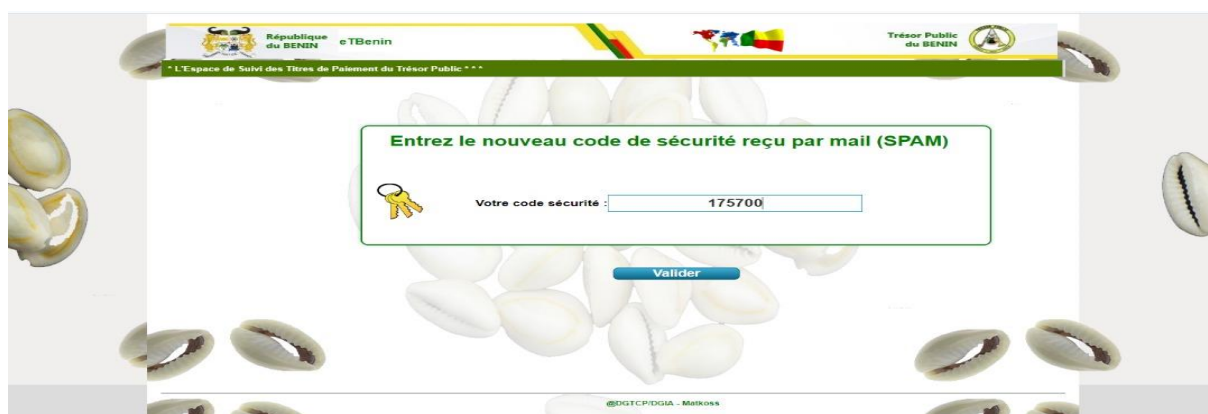 République
du BENIN
eTBenin
Trésor Public
du BENIN
* L'Espace de Suivi des Titres de Paiement du Trésor Public * * *
Entrez le nouveau code de sécurité reçu par mail (SPAM)
Votre code sécurité :
175700
Valider
@DGTCP/DGIA - Matkoss